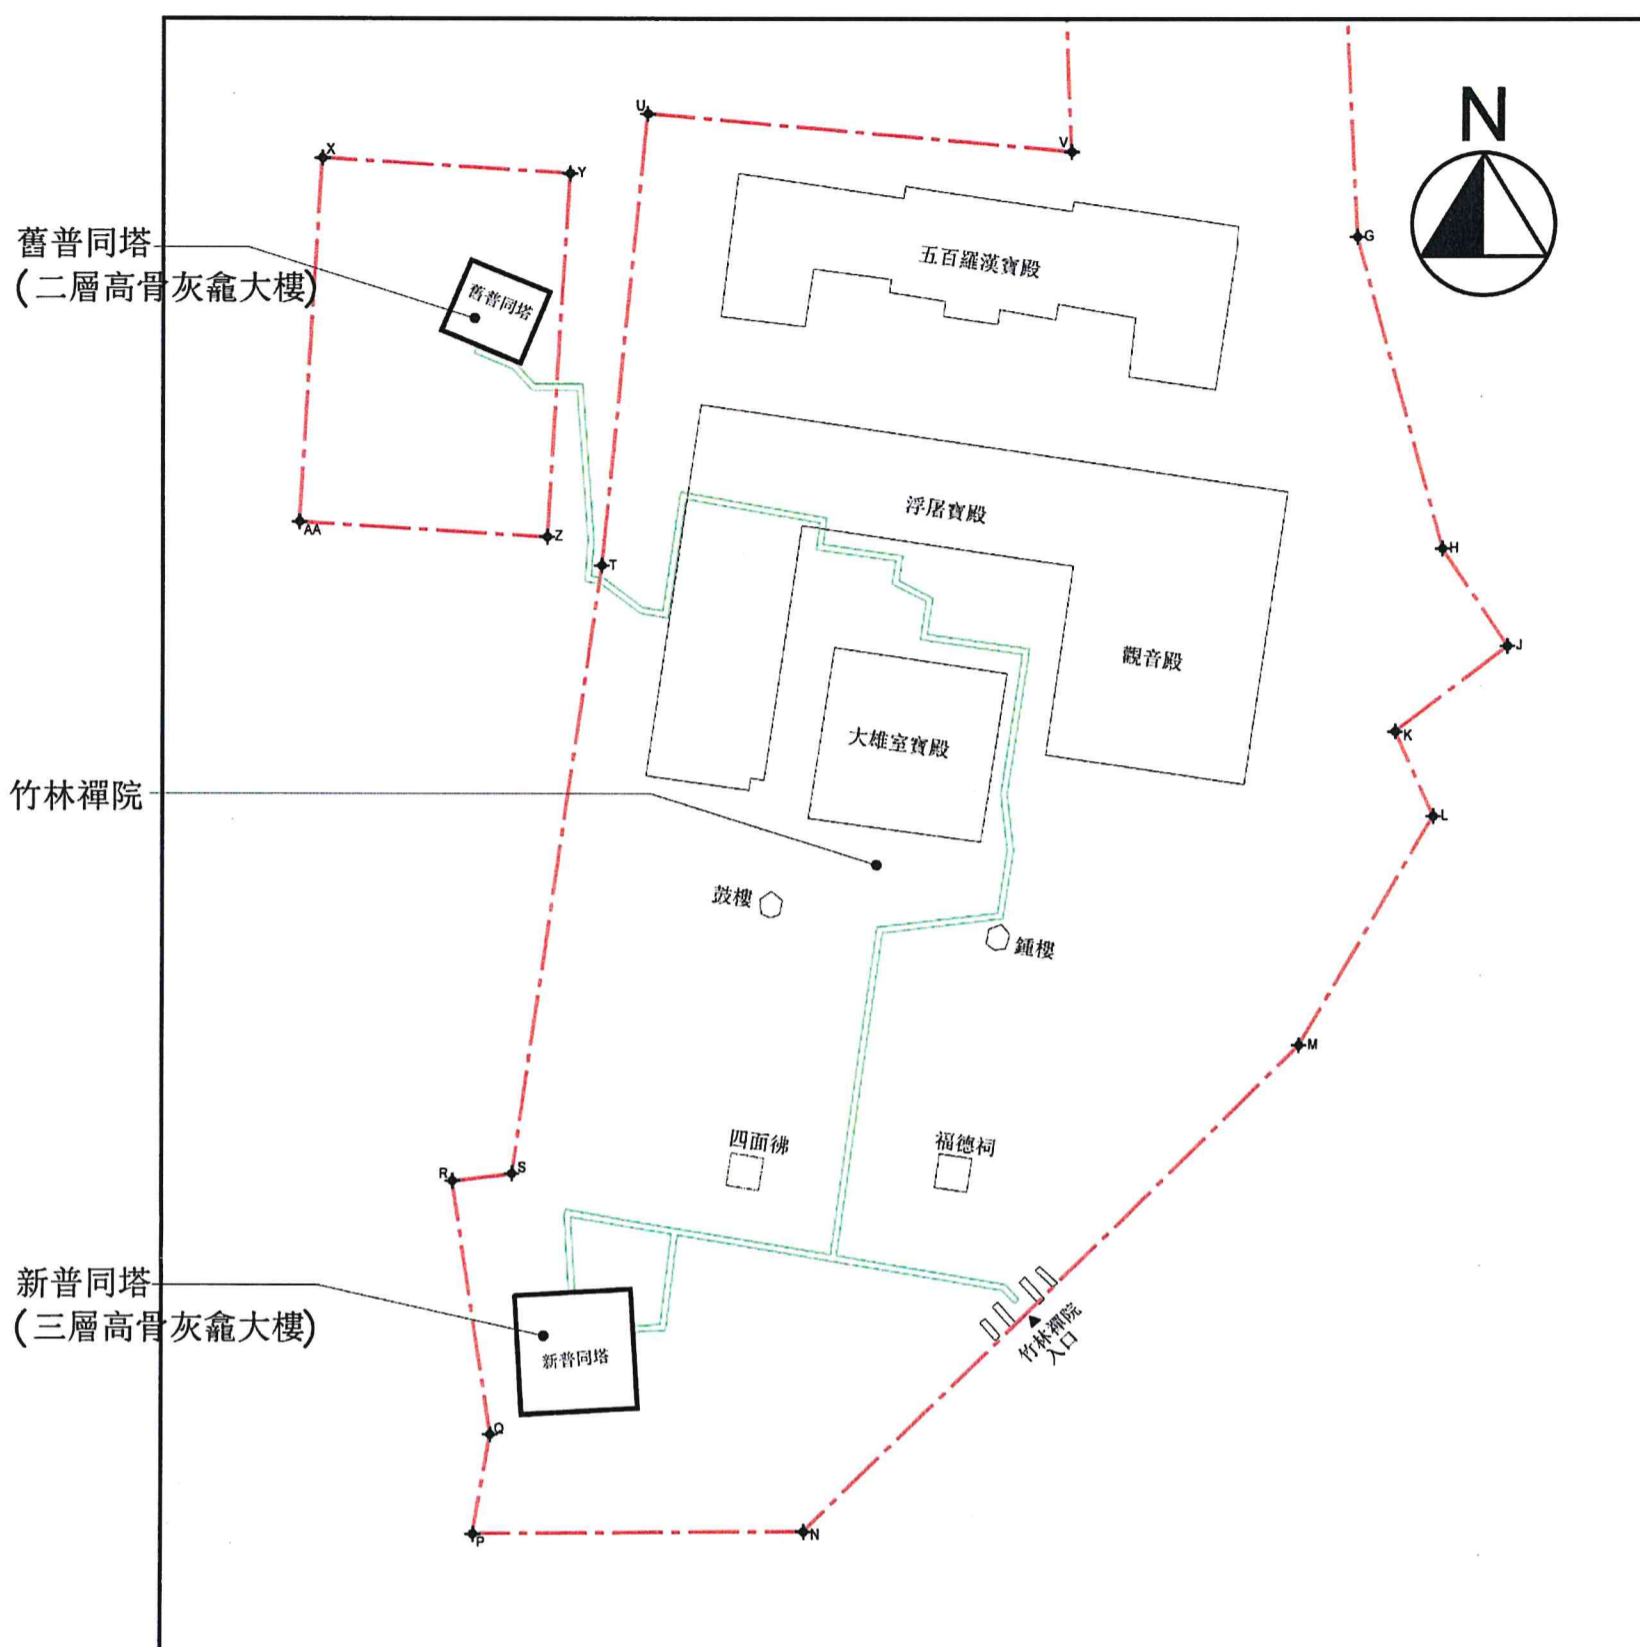 U
V
X
Y
N
G
舊普同塔
(二層高骨灰龕大樓)
舊普同塔
五百羅漢寶殿
AA
Z
T
浮屠寶殿
H
J
觀音殿
K
大雄室寶殿
竹林禪院
L
鼓樓
鍾樓
M
四面彿
福德祠
R
S
新普同塔
(三層高骨灰龕大樓)
新普同塔
竹林禪院
入口
Q
P
N